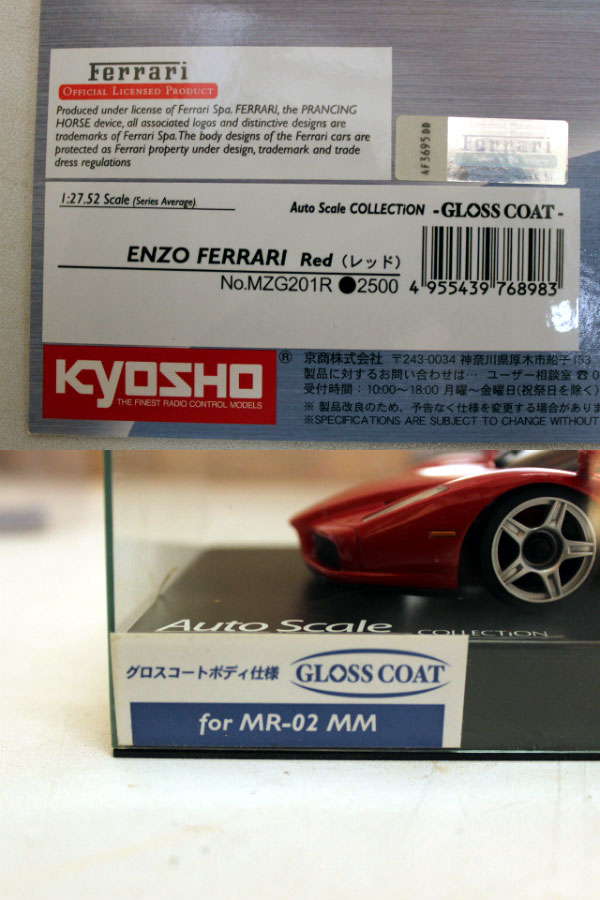 Ferrari
OFFICIAL LICENSED PRODUCT
Produced under license of Ferrari Spa. FERRARI, the PRANCING
HORSE device, all associated logos and distinctive designs are
trademarks of Ferrari Spa. The body designs of the Ferrari cars are
protected as Ferrari property under design, trademark and trade
dress regulations
AF3695BB
Ferrari
1:27.52 Scale (Series Average)
Auto Scale COLLECTiON - GLOSS COAT -
ENZO FERRARI Red (レッド)
No.MZG201R ●2500
4 955439 768983
KYOSHO ®
THE FINEST RADIO CONTROL MODELS
京商株式会社 〒243-0034 神奈川県厚木市船子153
製品に対するお問い合わせは… ユーザー相談室 ☎0
受付時間：10:00〜18:00 月曜〜金曜日(祝祭日を除く)
※ 製品改良のため、予告なく仕様を変更する場合があり
※SPECIFICATIONS ARE SUBJECT TO CHANGE WITHOUT
Auto Scale COLLECTiON
グロスコートボディ仕様 GLOSS COAT
for MR-02 MM